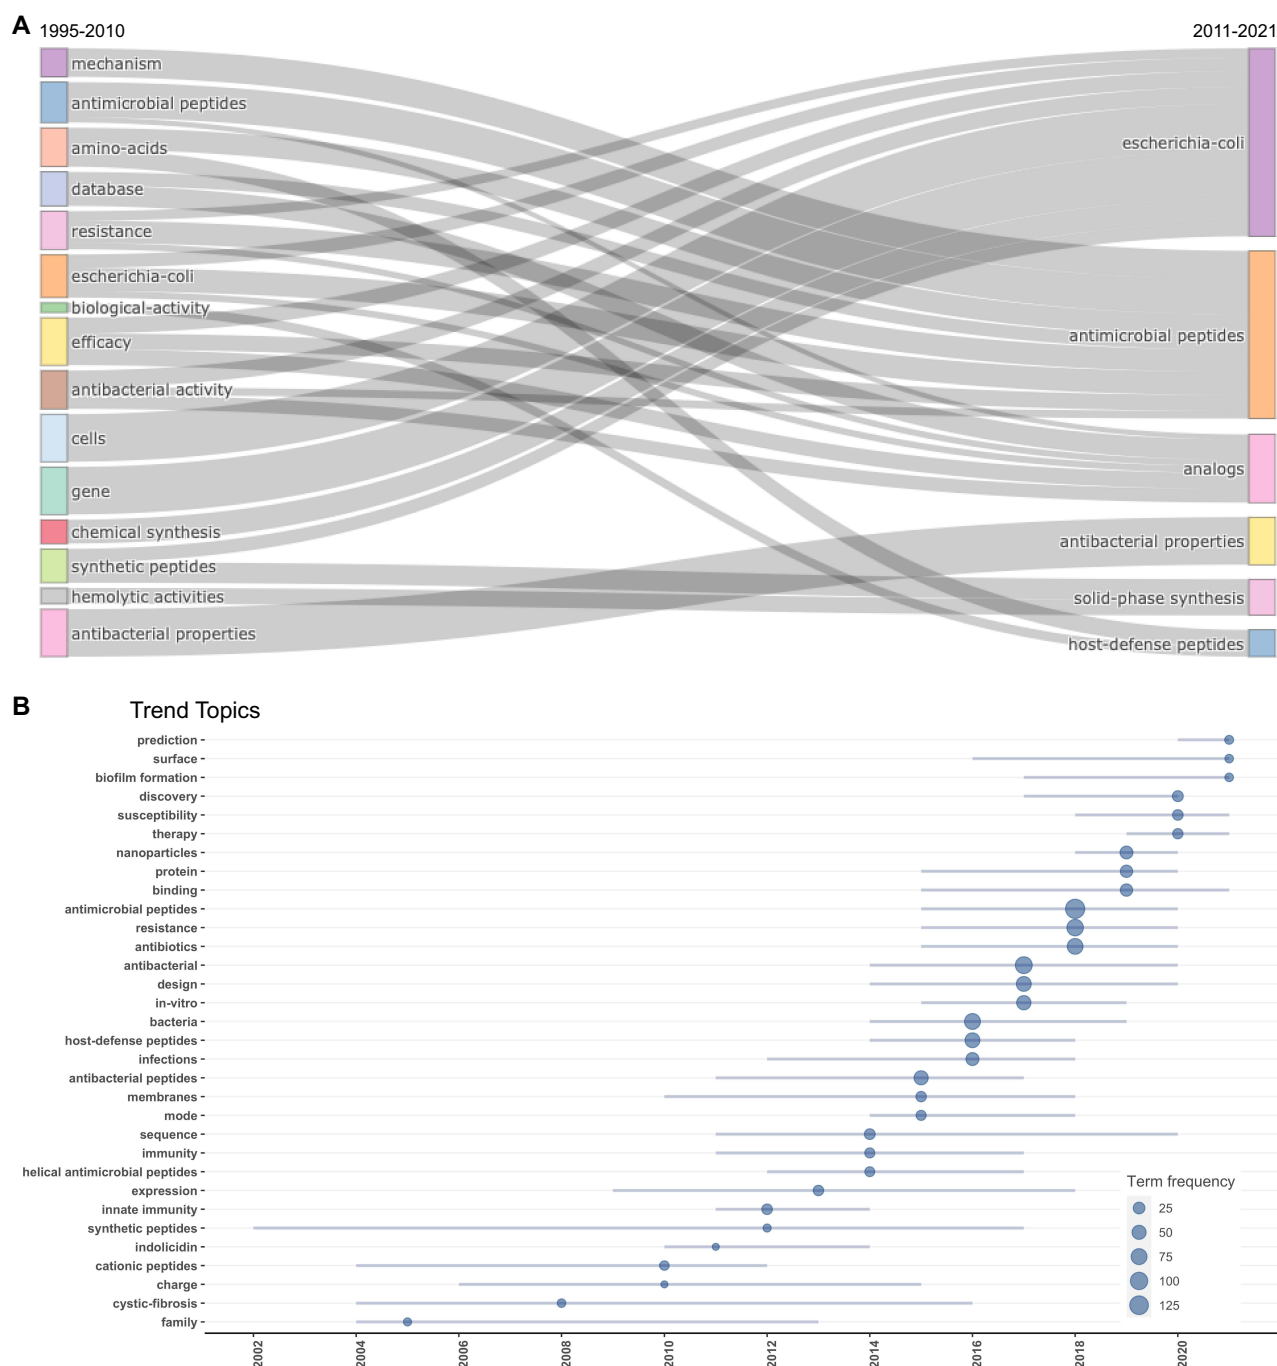 A 1995-2010 2011-2021
mechanism
antimicrobial peptides
amino-acids
database
resistance
escherichia-coli
biological-activity
efficacy
antibacterial activity
cells
gene
chemical synthesis
synthetic peptides
hemolytic activities
antibacterial properties
escherichia-coli
antimicrobial peptides
analogs
antibacterial properties
solid-phase synthesis
host-defense peptides
B Trend Topics
prediction
surface
biofilm formation
discovery
susceptibility
therapy
nanoparticles
protein
binding
antimicrobial peptides
resistance
antibiotics
antibacterial
design
in-vitro
bacteria
host-defense peptides
infections
antibacterial peptides
membranes
mode
sequence
immunity
helical antimicrobial peptides
expression
innate immunity
synthetic peptides
indolicidin
cationic peptides
charge
cystic-fibrosis
family
Term frequency
25
50
75
100
125
2002 2004 2006 2008 2010 2012 2014 2016 2018 2020